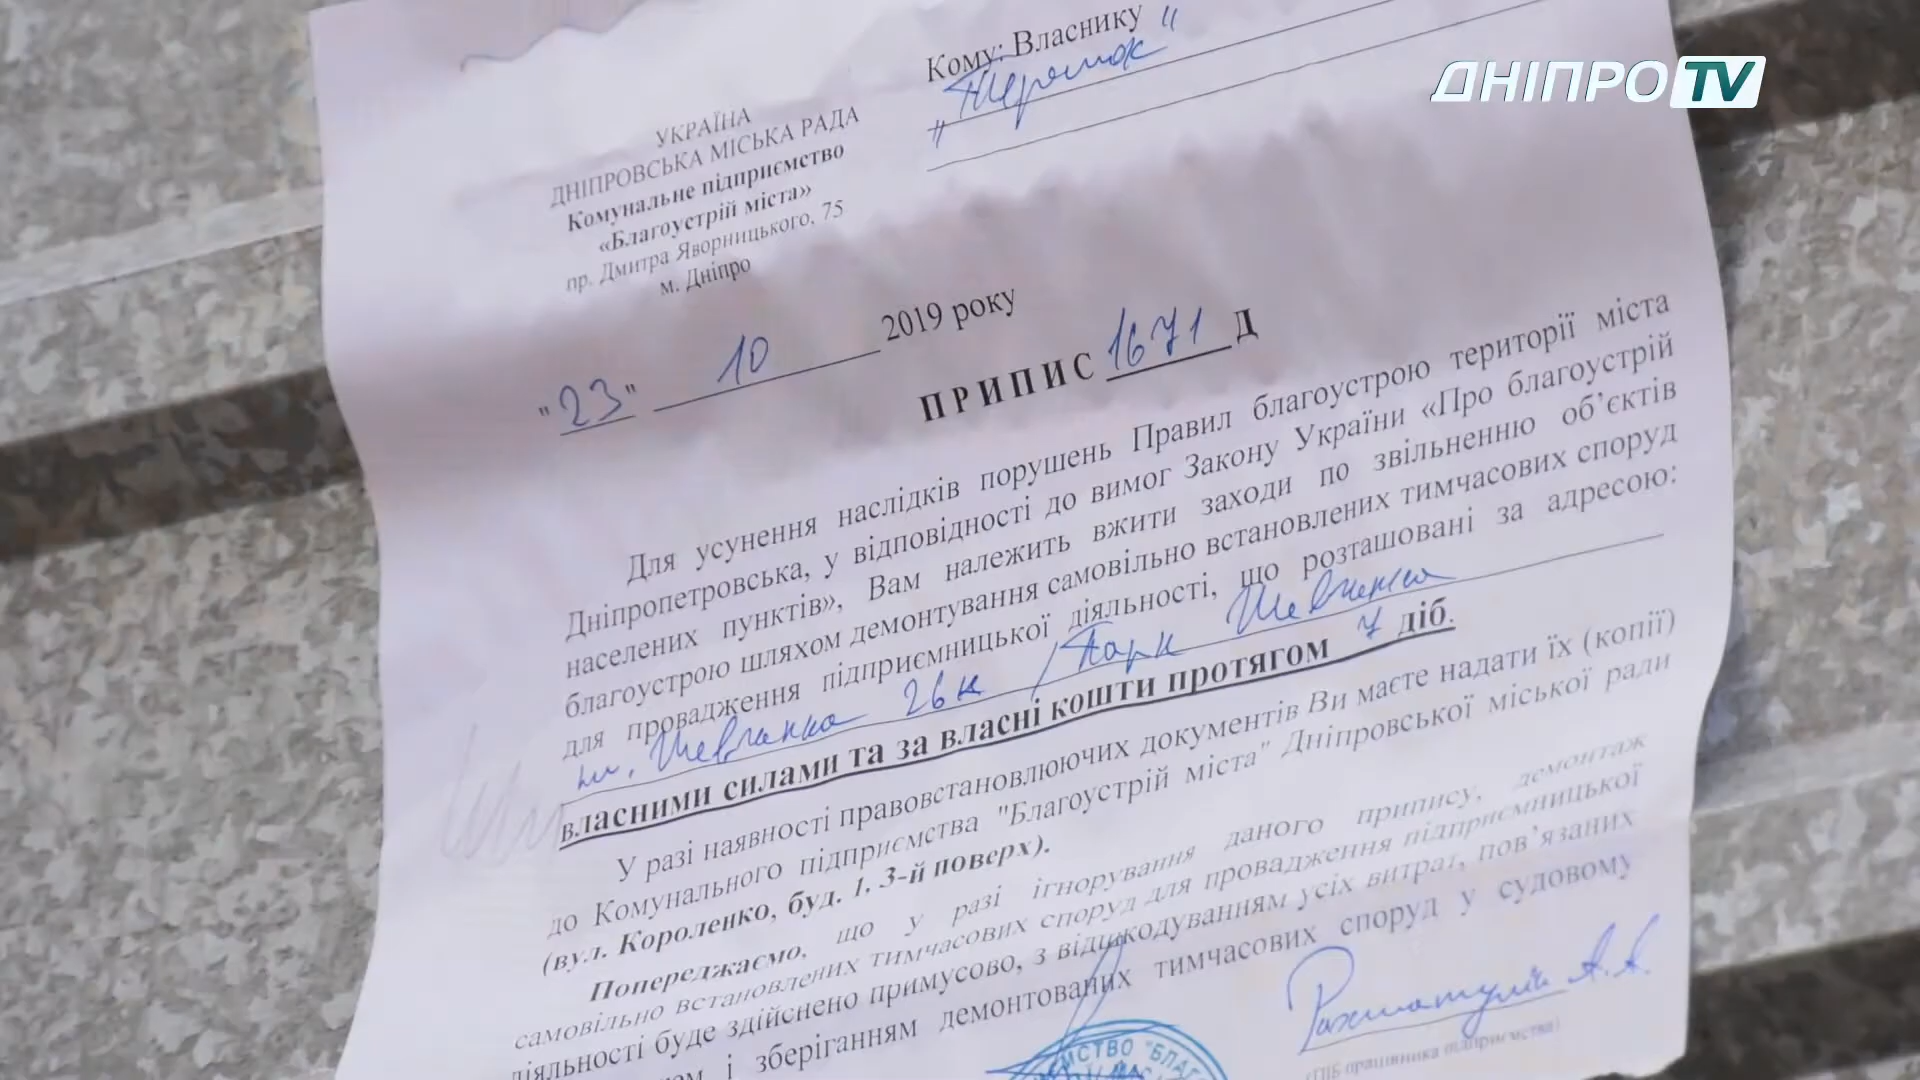 ДНІПРО TV
Кому: Власнику
УКРАЇНА
ДНІПРОВСЬКА МІСЬКА РАДА
Комунальне підприємство
«Благоустрій міста»
пр. Дмитра Яворницького, 75
м. Дніпро
"23" 10 2019 року
ПРИПИС 1671 Д
Для усунення наслідків порушень Правил благоустрою території міста
Дніпропетровська, у відповідності до вимог Закону України «Про благоустрій
населених пунктів», Вам належить вжити заходи по звільненню об’єктів
благоустрою шляхом демонтування самовільно встановлених тимчасових споруд
для провадження підприємницької діяльності, що розташовані за адресою:
Шевченка 26к / Парк Шевченка
власними силами та за власні кошти протягом 7 діб.
У разі наявності правовстановлюючих документів Ви маєте надати їх (копії)
до Комунального підприємства "Благоустрій міста" Дніпровської міської ради
(вул. Короленко, буд. 1. 3-й поверх).
Попереджаємо, що у разі ігнорування даного припису, демонтаж
самовільно встановлених тимчасових споруд для провадження підприємницької
діяльності буде здійснено примусово, з відшкодуванням усіх витрат, пов’язаних
і зберіганням демонтованих тимчасових споруд у судовому
А.А.
(ПІБ працівника підприємства)